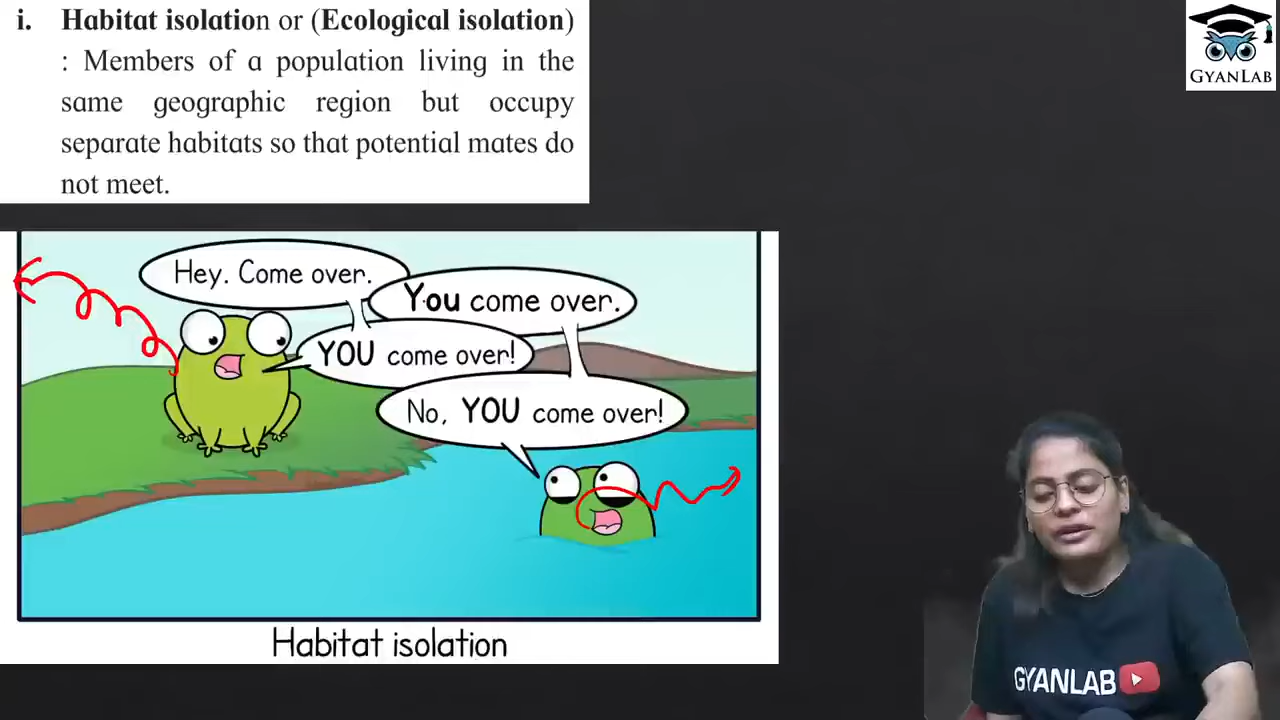 i. Habitat isolation or (Ecological isolation)
: Members of a population living in the
same geographic region but occupy
separate habitats so that potential mates do
not meet.
GYANLAB
Hey. Come over.
You come over.
YOU come over!
No, YOU come over!
Habitat isolation
GYANLAB